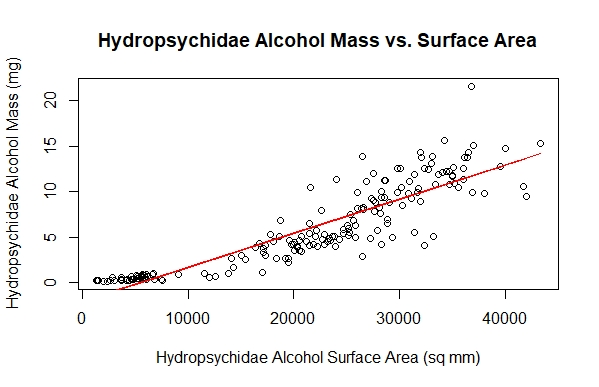 Hydropsychidae Alcohol Mass vs. Surface Area
Hydropsychidae Alcohol Mass (mg)
20
15
10
5
0
0 10000 20000 30000 40000
Hydropsychidae Alcohol Surface Area (sq mm)